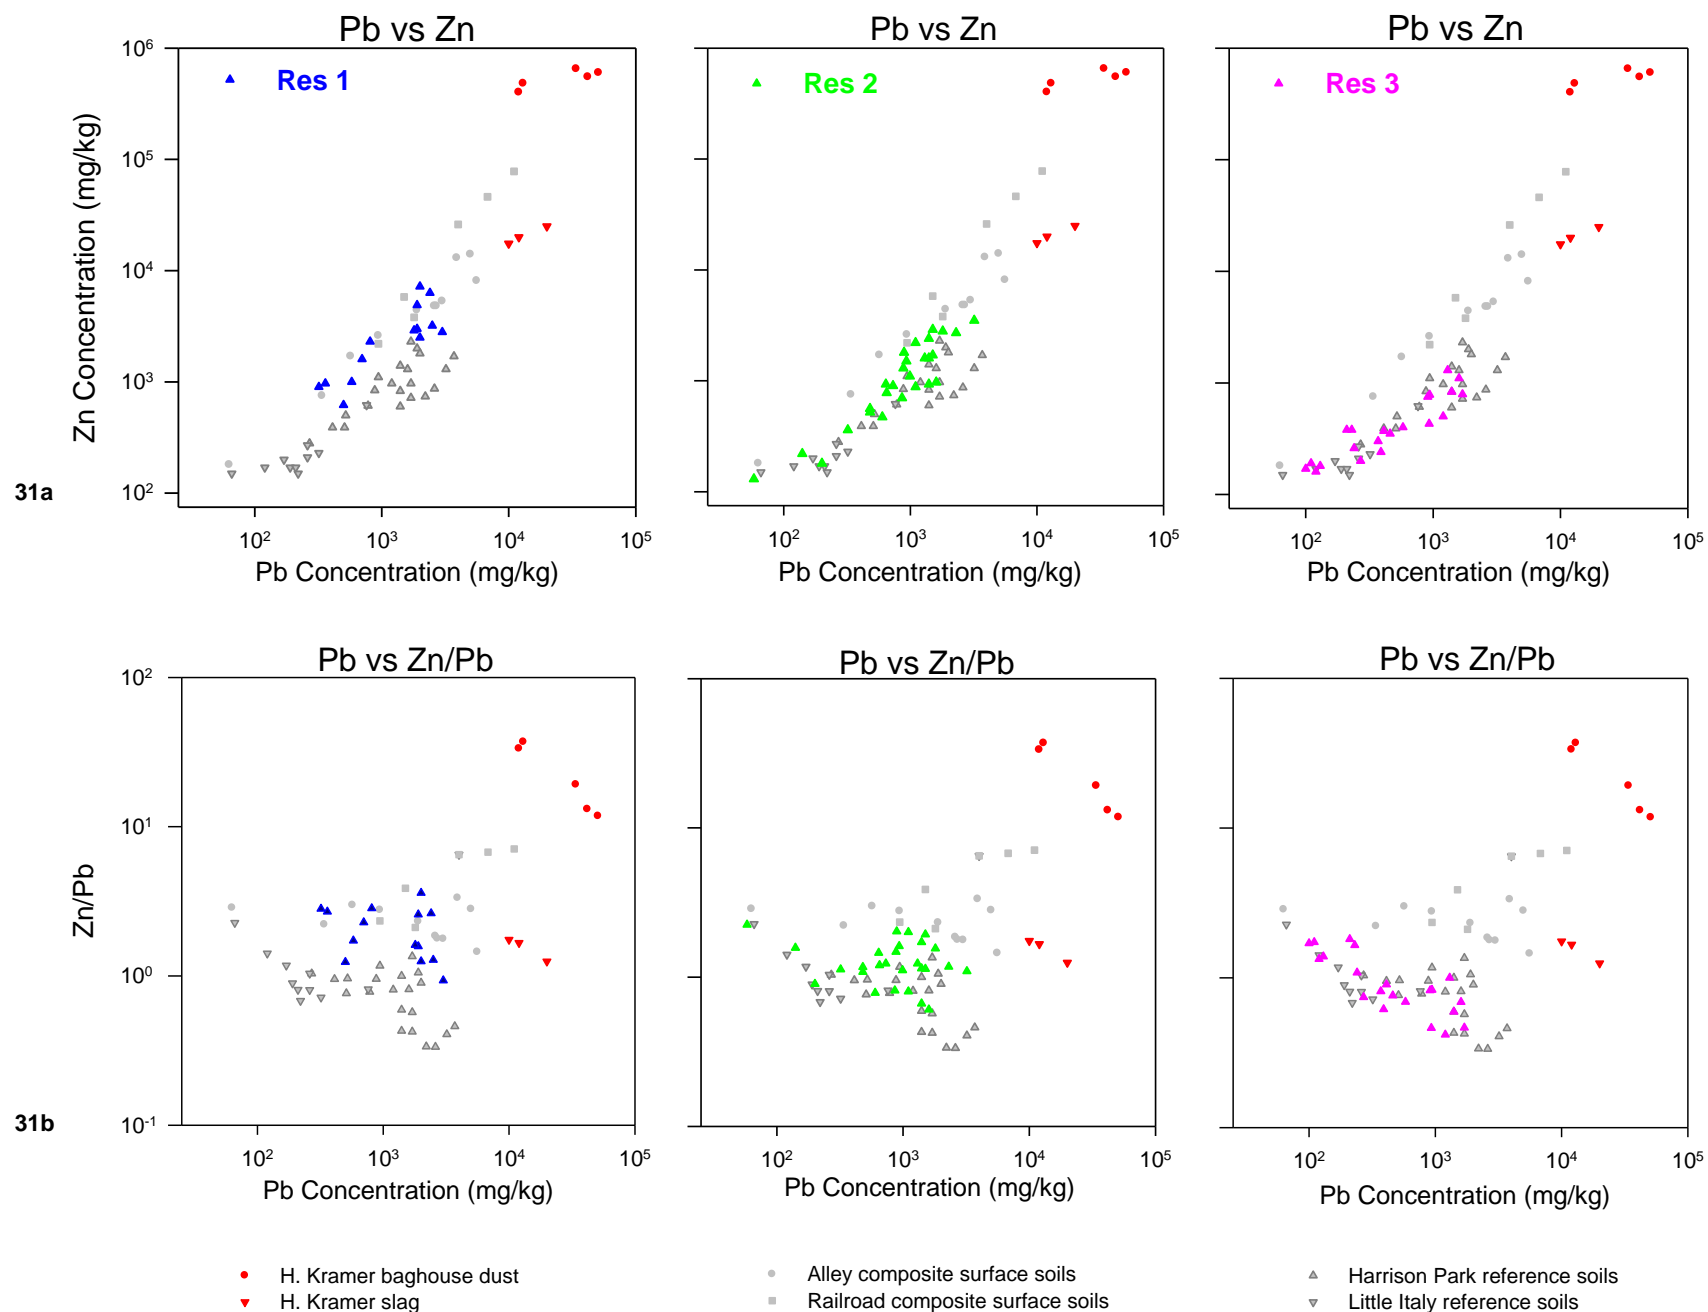 Pb vs Zn
Pb vs Zn
Pb vs Zn
Res 1
Res 2
Res 3
Zn Concentration (mg/kg)
10⁶
10⁵
10⁴
10³
10²
31a
10² 10³ 10⁴ 10⁵
10² 10³ 10⁴ 10⁵
10² 10³ 10⁴ 10⁵
Pb Concentration (mg/kg)
Pb Concentration (mg/kg)
Pb Concentration (mg/kg)
Pb vs Zn/Pb
Pb vs Zn/Pb
Pb vs Zn/Pb
Zn/Pb
10²
10¹
10⁰
10⁻¹
31b
10² 10³ 10⁴ 10⁵
10² 10³ 10⁴ 10⁵
10² 10³ 10⁴ 10⁵
Pb Concentration (mg/kg)
Pb Concentration (mg/kg)
Pb Concentration (mg/kg)
H. Kramer baghouse dust
H. Kramer slag
Alley composite surface soils
Railroad composite surface soils
Harrison Park reference soils
Little Italy reference soils